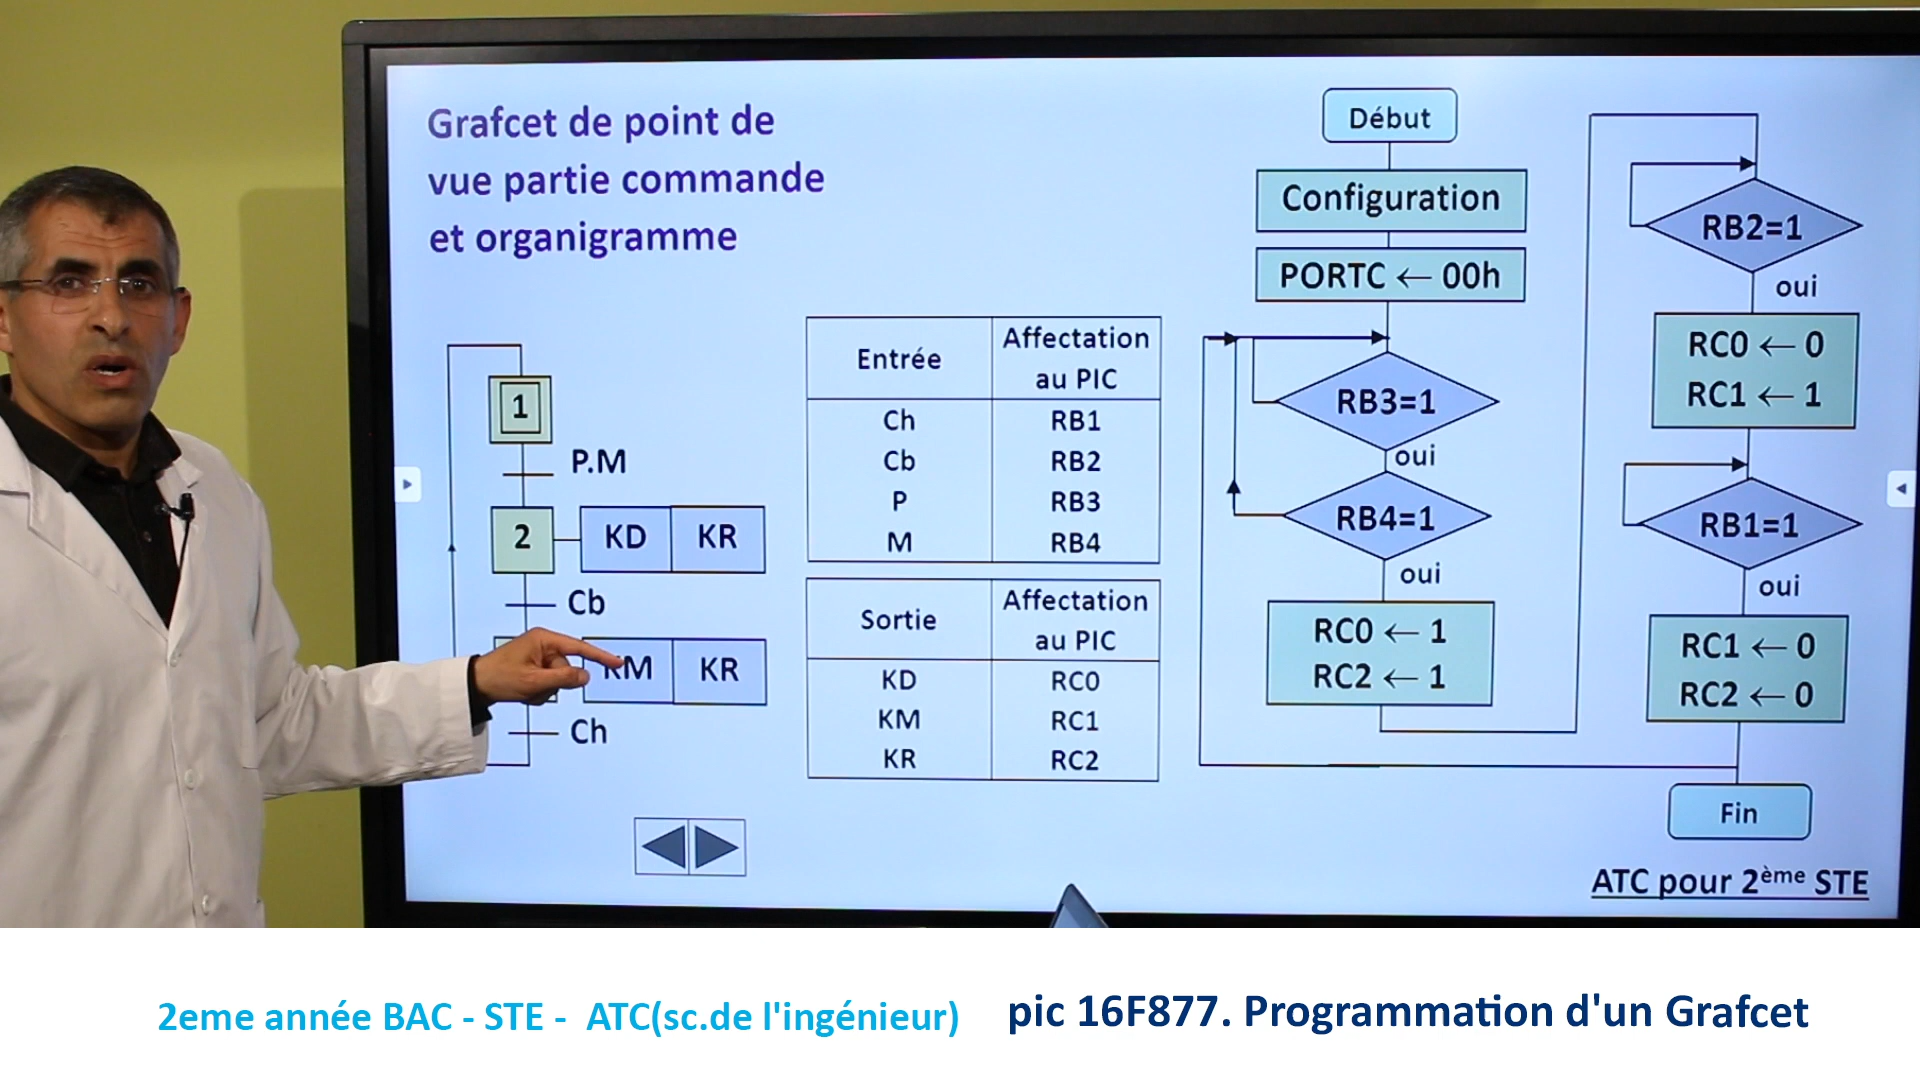 Grafcet de point de
vue partie commande
et organigramme
1
P.M
2
KD
KR
Cb
KM
KR
Ch
Entrée
Affectation
au PIC
Ch
RB1
Cb
RB2
P
RB3
M
RB4
Sortie
Affectation
au PIC
KD
RC0
KM
RC1
KR
RC2
Début
Configuration
PORTC ← 00h
RB3=1
oui
RB4=1
oui
RC0 ← 1
RC2 ← 1
RB2=1
oui
RC0 ← 0
RC1 ← 1
RB1=1
oui
RC1 ← 0
RC2 ← 0
Fin
ATC pour 2ème STE
2eme année BAC - STE - ATC(sc.de l'ingénieur)
pic 16F877. Programmation d'un Grafcet